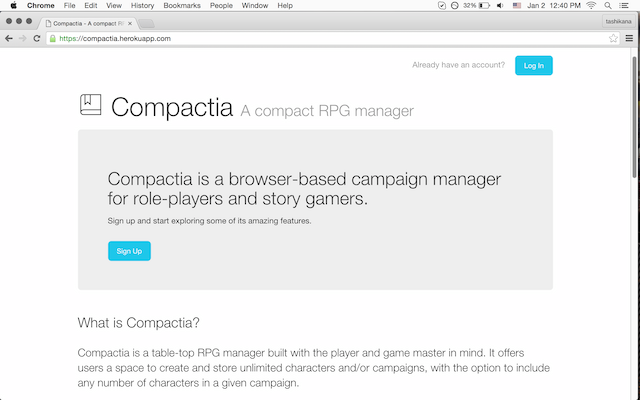 Chrome File Edit View History Bookmarks People Window Help 32% Jan 2 12:40 PM
Compactia - A compact RP
tashikana
https://compactia.herokuapp.com
Already have an account? Log In
Compactia A compact RPG manager
Compactia is a browser-based campaign manager
for role-players and story gamers.
Sign up and start exploring some of its amazing features.
Sign Up
What is Compactia?
Compactia is a table-top RPG manager built with the player and game master in mind. It offers
users a space to create and store unlimited characters and/or campaigns, with the option to include
any number of characters in a given campaign.